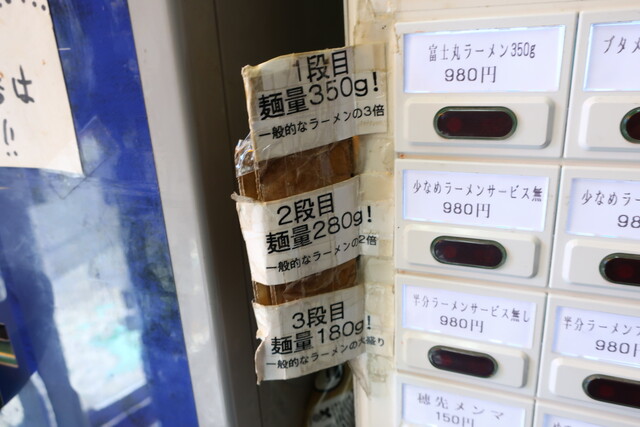 1段目
麺量350g!
一般的なラーメンの3倍
2段目
麺量280g!
一般的なラーメンの2倍
3段目
麺量180g!
一般的なラーメンの大盛り
富士丸ラーメン350g
980円
ブタメ
少なめラーメンサービス無
980円
少なめラー
98
半分ラーメンサービス無し
980円
半分ラーメン
980
穂先メンマ
150円
は
!!